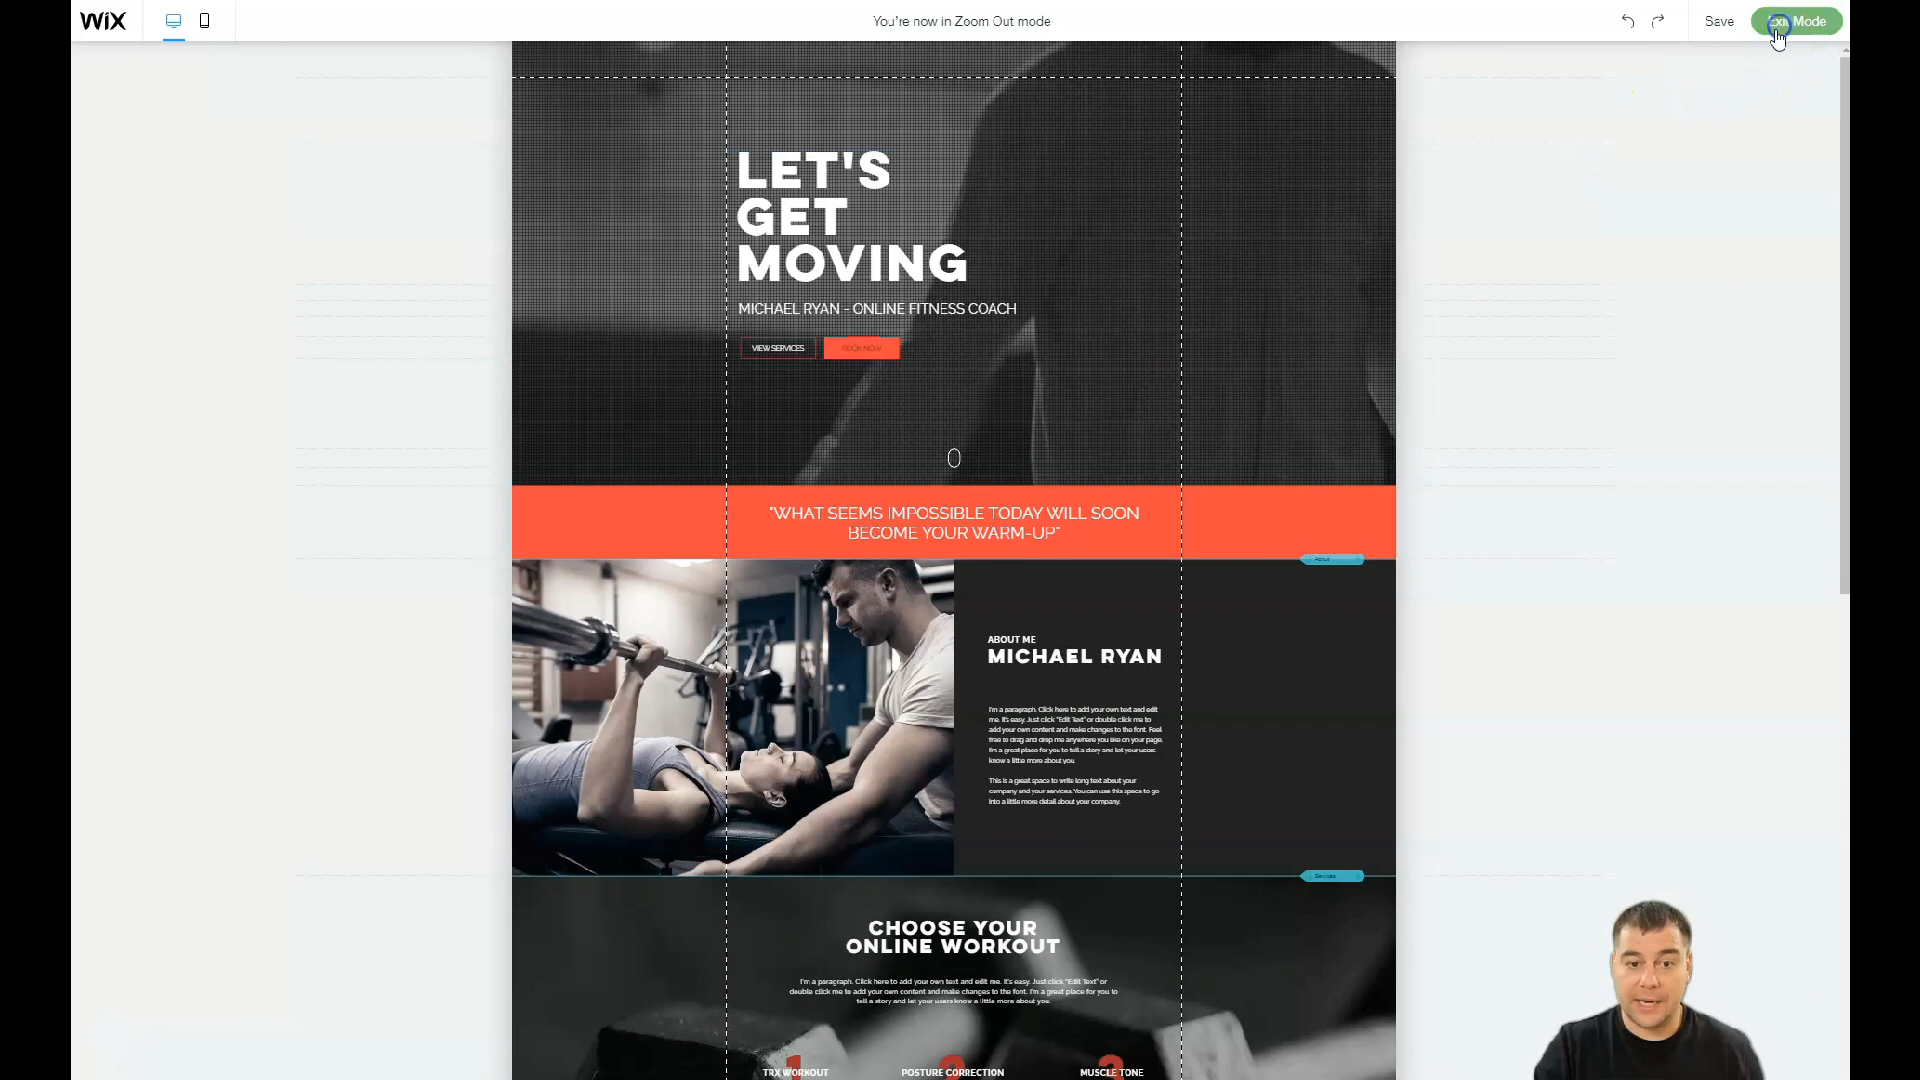 WIX
You're now in Zoom Out mode
Save
Exit Mode
LET'S
GET
MOVING
MICHAEL RYAN - ONLINE FITNESS COACH
VIEW SERVICES
BOOK NOW
"WHAT SEEMS IMPOSSIBLE TODAY WILL SOON
BECOME YOUR WARM-UP"
About
ABOUT ME
MICHAEL RYAN
I'm a paragraph. Click here to add your own text and edit
me. It's easy. Just click "Edit Text" or double click me to
add your own content and make changes to the font. Feel
free to drag and drop me anywhere you like on your page.
I'm a great place for you to tell a story and let your users
know a little more about you.
This is a great space to write long text about your
company and your services. You can use this space to go
into a little more detail about your company.
Services
CHOOSE YOUR
ONLINE WORKOUT
I'm a paragraph. Click here to add your own text and edit me. It's easy. Just click "Edit Text" or
double click me to add your own content and make changes to the font. I'm a great place for you to
tell a story and let your users know a little more about you.
1 2 3
TRX WORKOUT POSTURE CORRECTION MUSCLE TONE